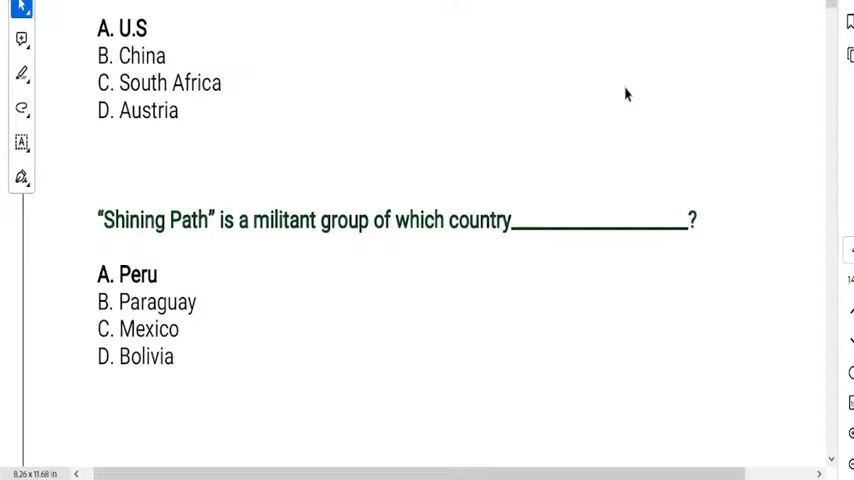 A. U.S
B. China
C. South Africa
D. Austria
“Shining Path” is a militant group of which country_________________?
A. Peru
B. Paraguay
C. Mexico
D. Bolivia
8.26 x 11.68 in